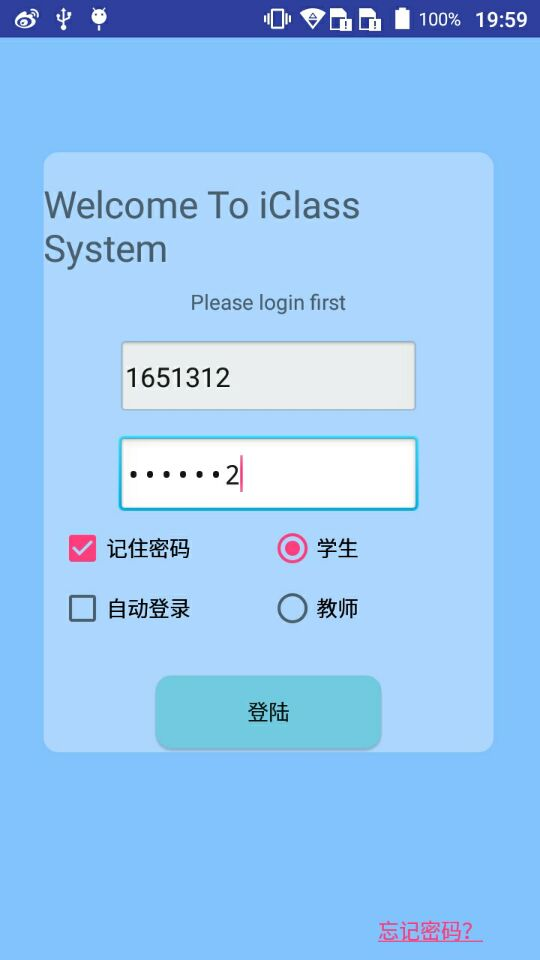 100% 19:59
Welcome To iClass
System
Please login first
1651312
••••••2
记住密码 学生
自动登录 教师
登陆
忘记密码？